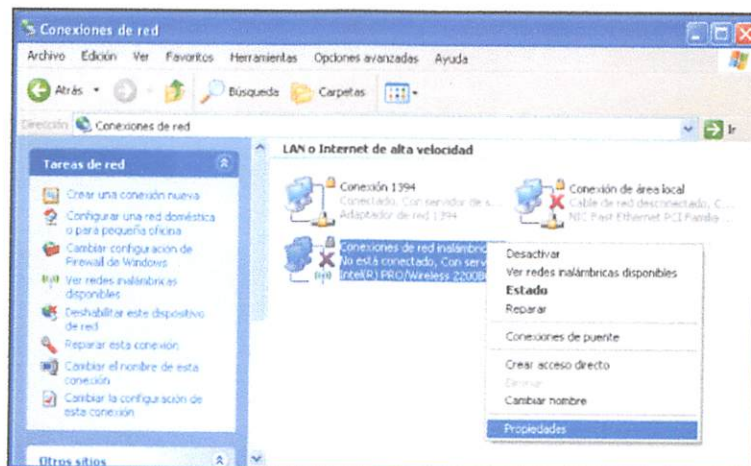 Conexiones de red
Archivo Edición Ver Favoritos Herramientas Opciones avanzadas Ayuda
Atrás Búsqueda Carpetas
Dirección Conexiones de red Ir
Tareas de red
Crear una conexión nueva
Configurar una red doméstica
o para pequeña oficina
Cambiar configuración de
Firewall de Windows
Ver redes inalámbricas
disponibles
Deshabilitar este dispositivo
de red
Reparar esta conexión
Cambiar el nombre de esta
conexión
Cambiar la configuración de
esta conexión
Otros sitios
LAN o Internet de alta velocidad
Conexión 1394
Conectado, Con servidor de s...
Adaptador de red 1394
Conexión de área local
Cable de red desconectado, C...
NIC Fast Ethernet PCI Familia
Conexiones de red inalámbric
No está conectado, Con serv
Intel(R) PRO/Wireless 2200B
Desactivar
Ver redes inalámbricas disponibles
Estado
Reparar
Conexiones de puente
Crear acceso directo
Eliminar
Cambiar nombre
Propiedades